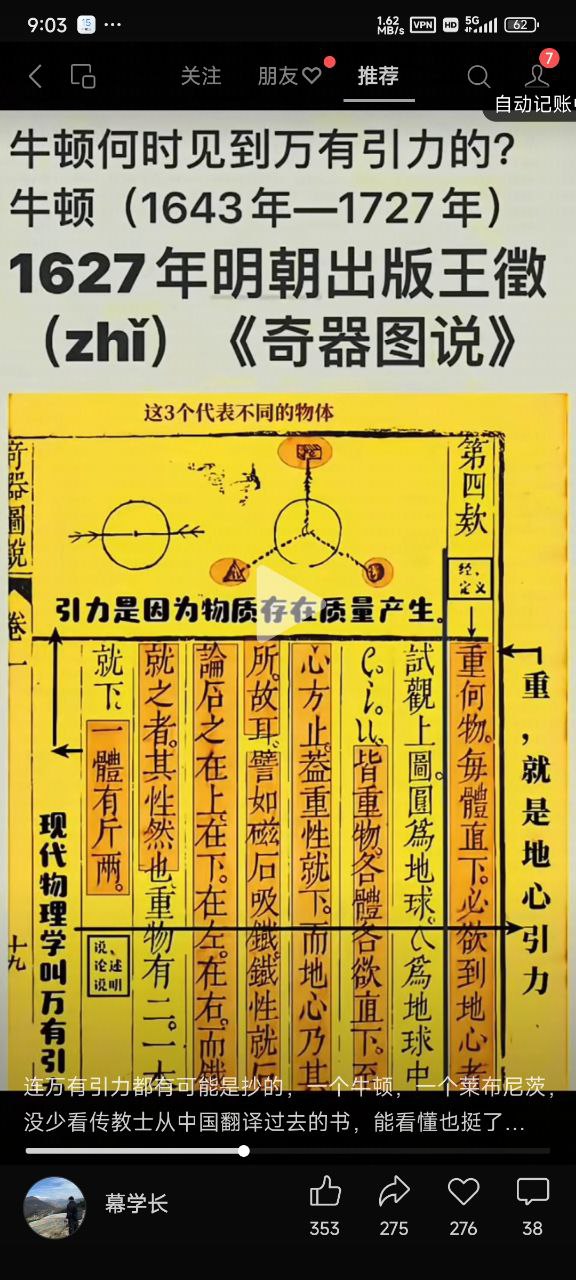 9:03
15
...
1.62 MB/s VPN HD 5G 62
关注 朋友 推荐
7
自动记账
牛顿何时见到万有引力的?
牛顿（1643年—1727年）
1627年明朝出版王徵
（zhǐ）《奇器图说》
这3个代表不同的物体
奇器圖說
卷一
十九
第四欵
经、定义
引力是因为物质存在质量产生。
重，就是地心引力
重何物。每體直下。必欲到地心者
試觀上圖。圓爲地球。乀爲地球中
皆重物。各體各欲直下。至
心方止。葢重性就下。而地心乃其
所。故耳。譬如磁石吸鐵。鐵性就石
論石之在上。在下。在左。在右。而鐵
就之者。其性然也。重物有二。一本
就下。一體有斤兩。
说、论述说明
现代物理学叫万有引
连万有引力都有可能是抄的，一个牛顿，一个莱布尼茨，
没少看传教士从中国翻译过去的书，能看懂也挺了...
幕学长
353 275 276 38